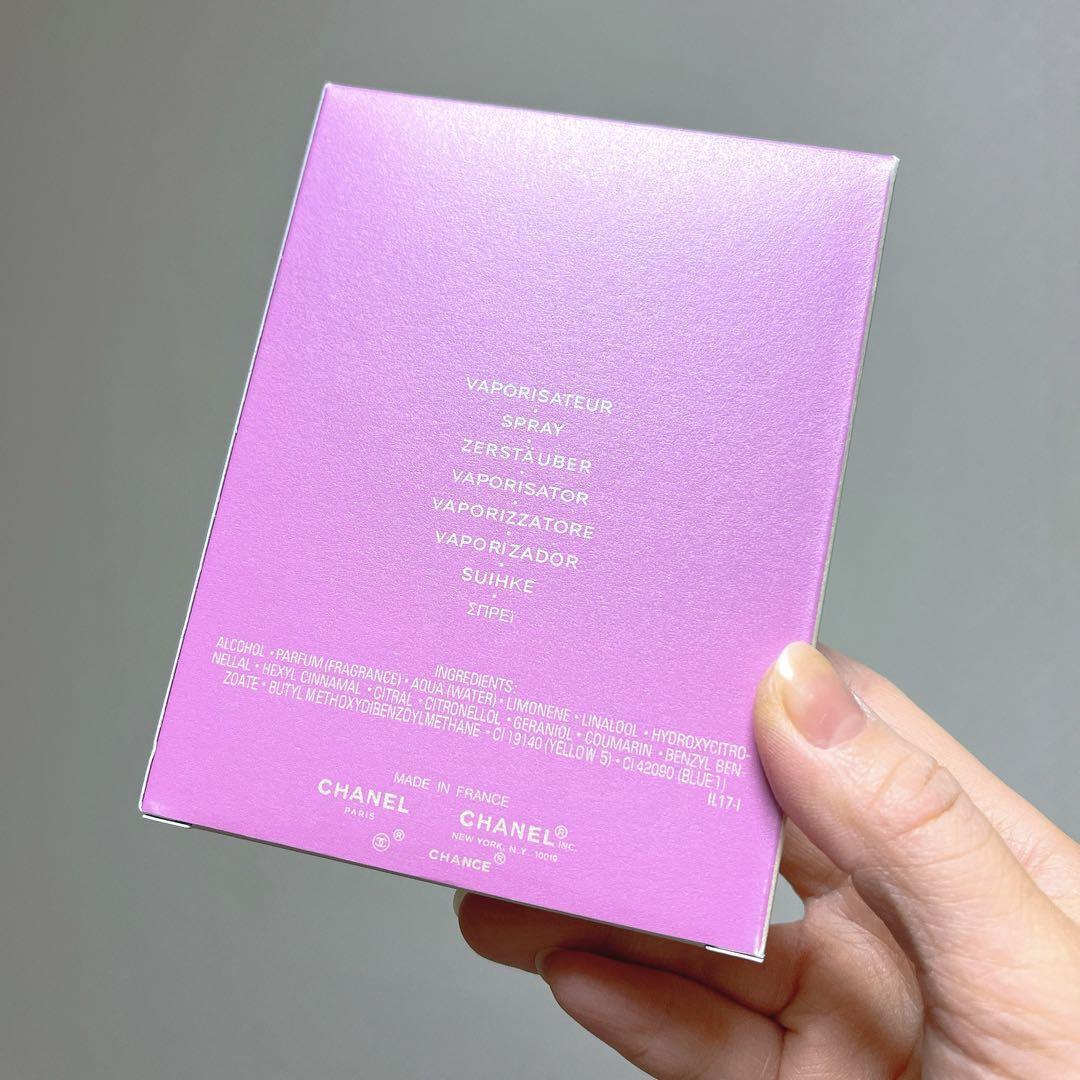 VAPORISATEUR
•
SPRAY
•
ZERSTÄUBER
•
VAPORISATOR
•
VAPORIZZATORE
•
VAPORIZADOR
•
SUIHKE
•
ΣΠΡΕΪ
INGREDIENTS:
ALCOHOL • PARFUM (FRAGRANCE) • AQUA (WATER) • LIMONENE • LINALOOL • HYDROXYCITRO-
NELLAL • HEXYL CINNAMAL • CITRAL • CITRONELLOL • GERANIOL • COUMARIN • BENZYL BEN
ZOATE • BUTYL METHOXYDIBENZOYLMETHANE • CI 19140 (YELLOW 5) • CI 42090 (BLUE 1)
IL17-I
MADE IN FRANCE
CHANEL
PARIS
CHANEL® INC.
NEW YORK, N.Y. 10019
®
CHANCE®